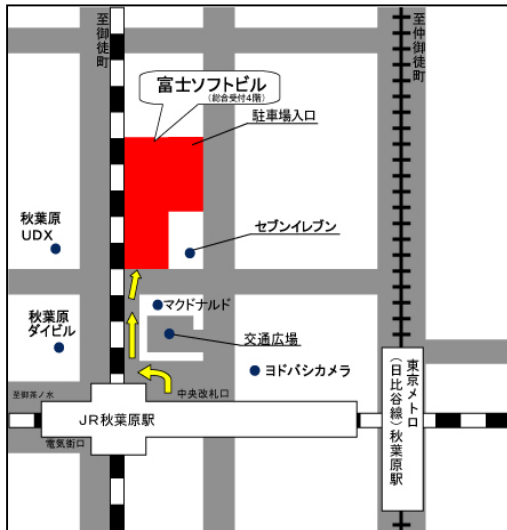 至御徒町
至仲御徒町
富士ソフトビル
(総合受付4階)
駐車場入口
秋葉原
UDX
セブンイレブン
マクドナルド
秋葉原
ダイビル
交通広場
ヨドバシカメラ
至御茶ノ水
中央改札口
JR秋葉原駅
電気街口
東京メトロ
(日比谷線)秋葉原駅